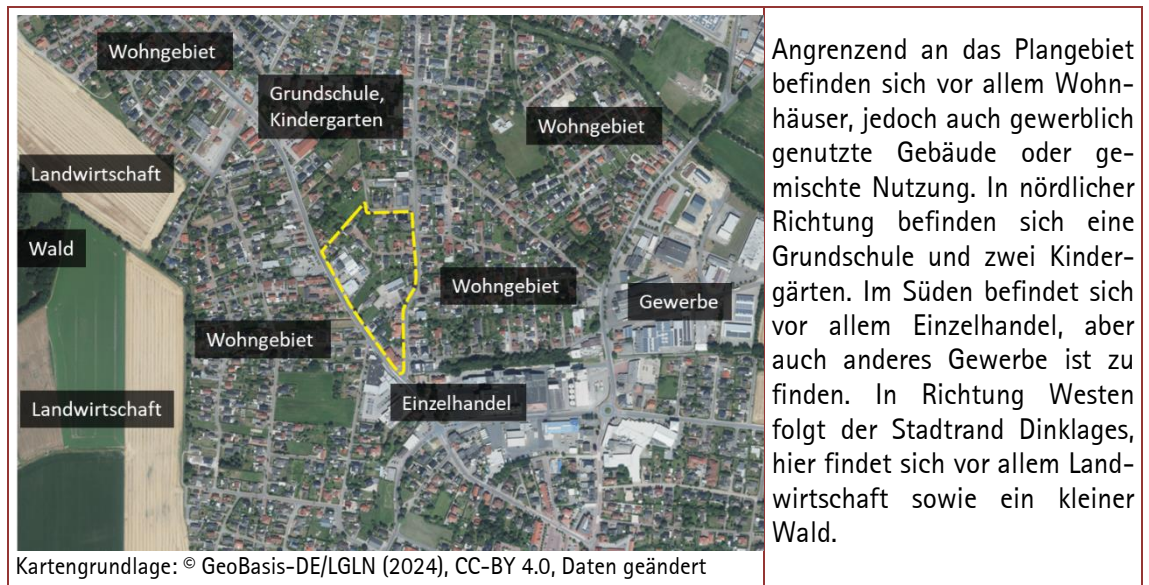 Wohngebiet
Grundschule,
Kindergarten
Wohngebiet
Landwirtschaft
Wald
Wohngebiet
Gewerbe
Wohngebiet
Landwirtschaft
Einzelhandel
Kartengrundlage: © GeoBasis-DE/LGLN (2024), CC-BY 4.0, Daten geändert
Angrenzend an das Plangebiet
befinden sich vor allem Wohn-
häuser, jedoch auch gewerblich
genutzte Gebäude oder ge-
mischte Nutzung. In nördlicher
Richtung befinden sich eine
Grundschule und zwei Kinder-
gärten. Im Süden befindet sich
vor allem Einzelhandel, aber
auch anderes Gewerbe ist zu
finden. In Richtung Westen
folgt der Stadtrand Dinklages,
hier findet sich vor allem Land-
wirtschaft sowie ein kleiner
Wald.